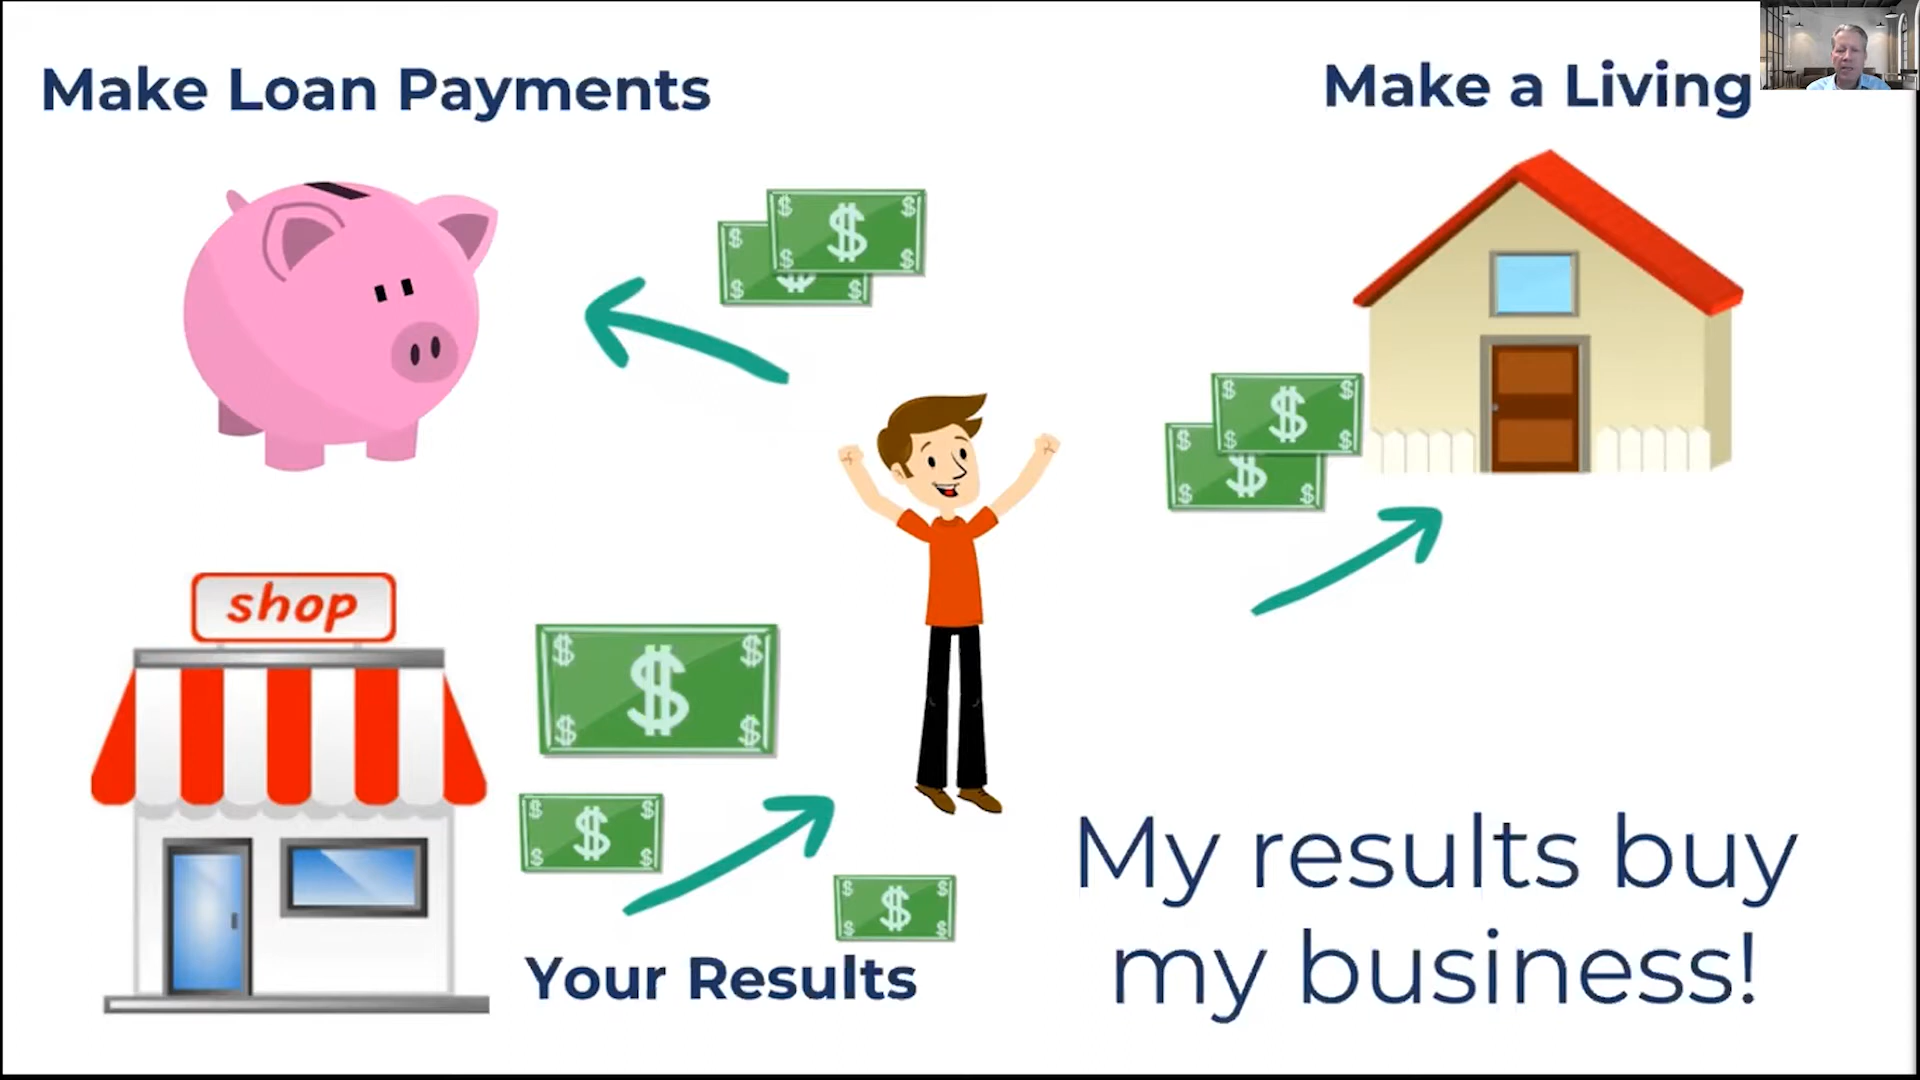 Make Loan Payments
Make a Living
shop
Your Results
My results buy
my business!